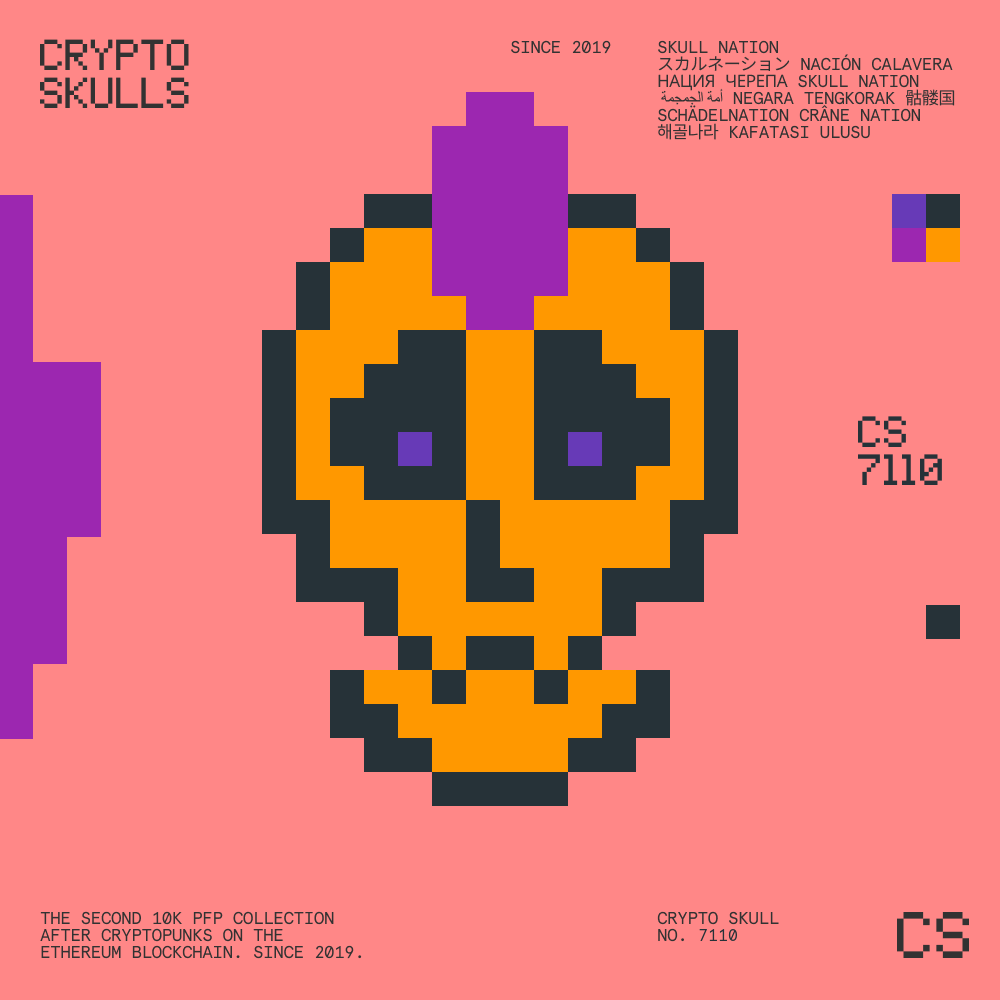 CRYPTO
SKULLS
SINCE 2019
SKULL NATION
スカルネーション NACIÓN CALAVERA
НАЦИЯ ЧЕРЕПА SKULL NATION
أمة الجمجمة NEGARA TENGKORAK 骷髅国
SCHÄDELNATION CRÂNE NATION
해골나라 KAFATASI ULUSU
CS
7110
THE SECOND 10K PFP COLLECTION
AFTER CRYPTOPUNKS ON THE
ETHEREUM BLOCKCHAIN. SINCE 2019.
CRYPTO SKULL
NO. 7110
CS